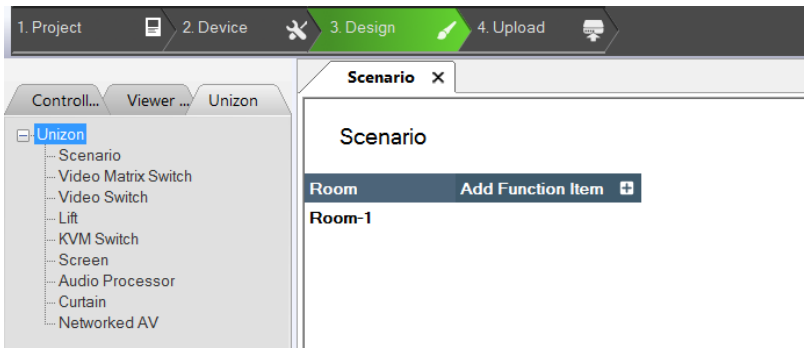 1. Project 2. Device 3. Design 4. Upload
Controll... Viewer ... Unizon
Unizon
Scenario
Video Matrix Switch
Video Switch
Lift
KVM Switch
Screen
Audio Processor
Curtain
Networked AV
Scenario X
Scenario
Room Add Function Item
Room-1